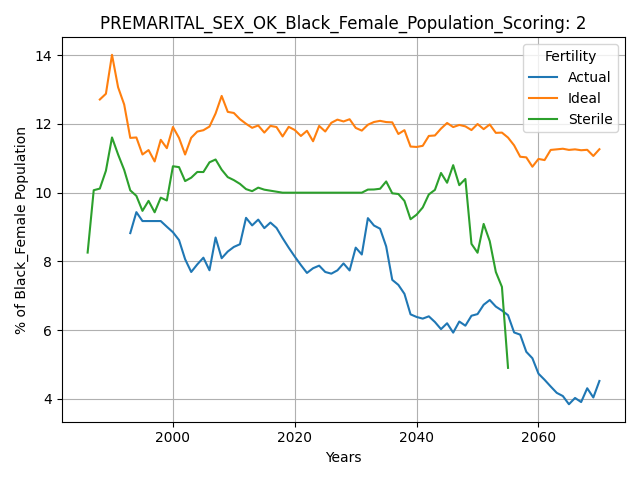 PREMARITAL_SEX_OK_Black_Female_Population_Scoring: 2
% of Black_Female Population
14
12
10
8
6
4
Fertility
Actual
Ideal
Sterile
2000
2020
2040
2060
Years